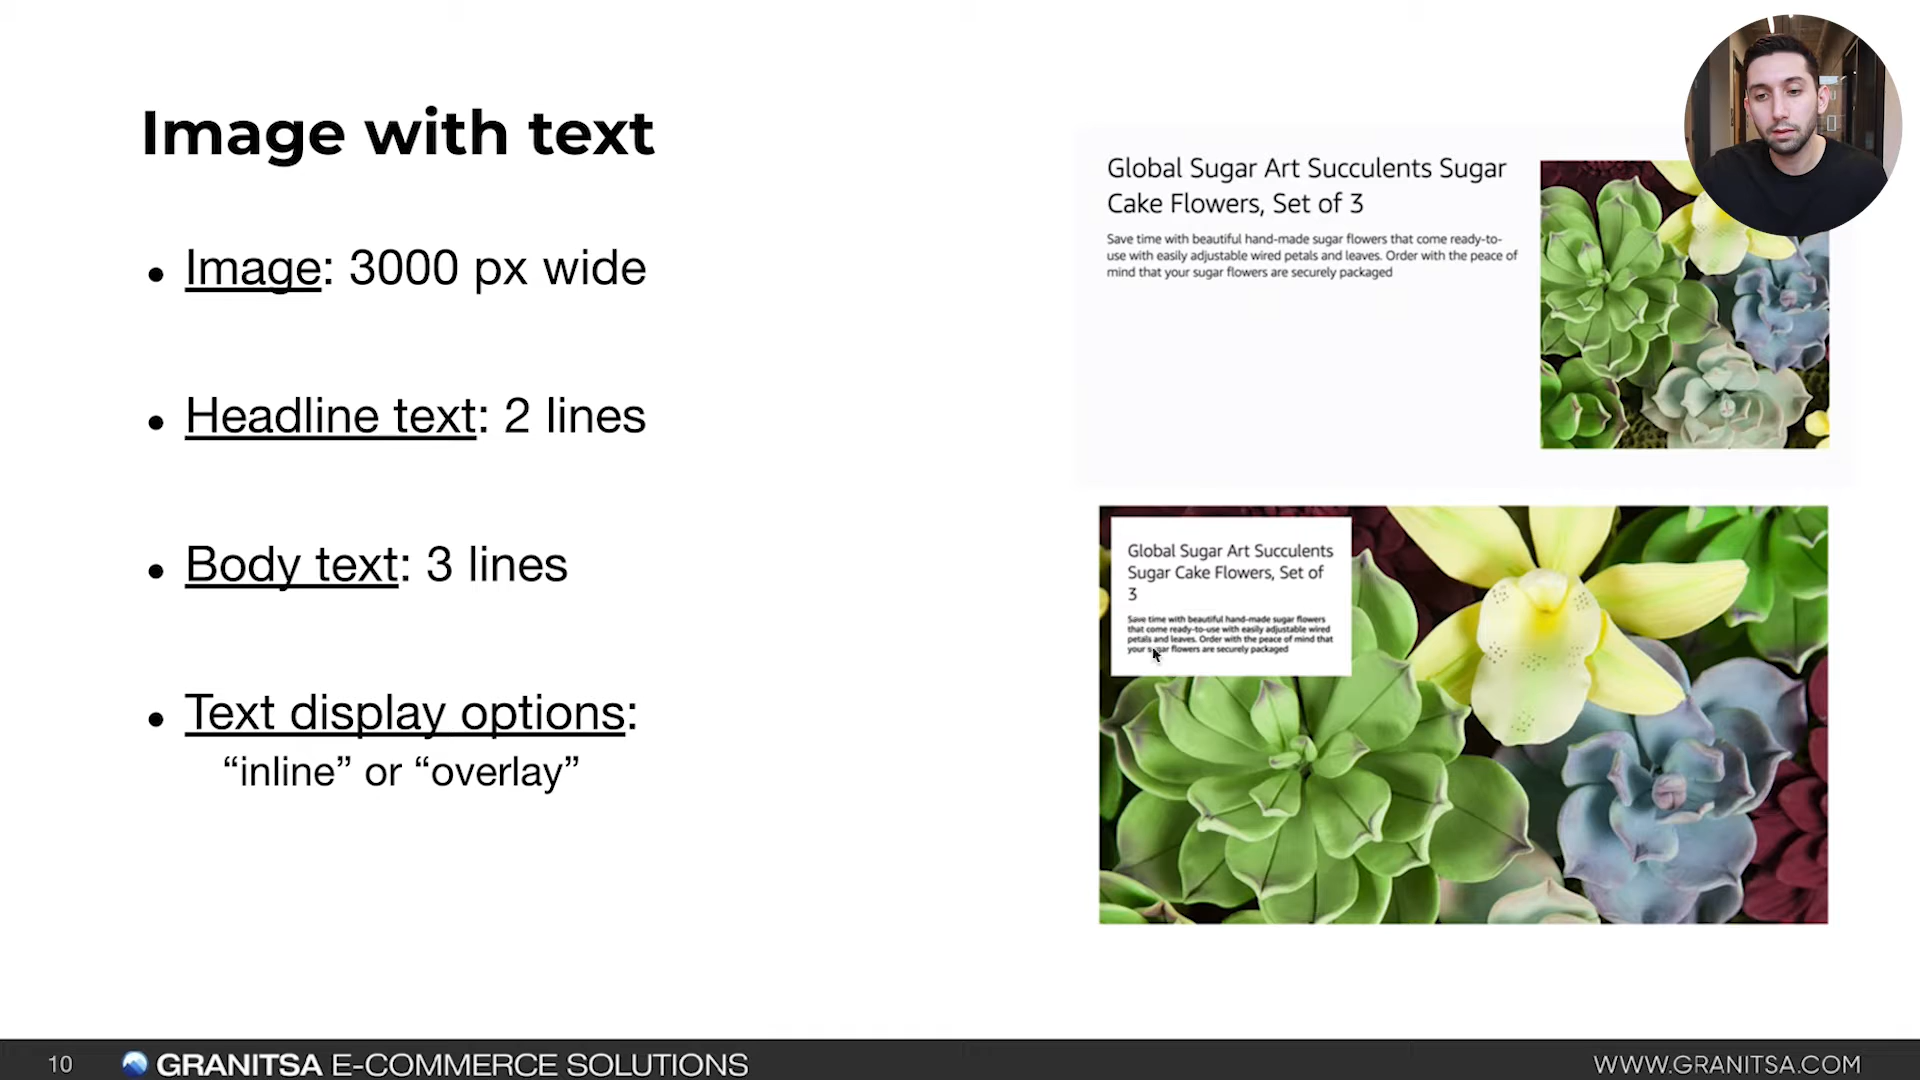 Image with text
• Image: 3000 px wide
• Headline text: 2 lines
• Body text: 3 lines
• Text display options:
“inline” or “overlay”
Global Sugar Art Succulents Sugar
Cake Flowers, Set of 3
Save time with beautiful hand-made sugar flowers that come ready-to-
use with easily adjustable wired petals and leaves. Order with the peace of
mind that your sugar flowers are securely packaged
Global Sugar Art Succulents
Sugar Cake Flowers, Set of
3
Save time with beautiful hand-made sugar flowers
that come ready-to-use with easily adjustable wired
petals and leaves. Order with the peace of mind that
your sugar flowers are securely packaged
10
GRANITSA E-COMMERCE SOLUTIONS
WWW.GRANITSA.COM